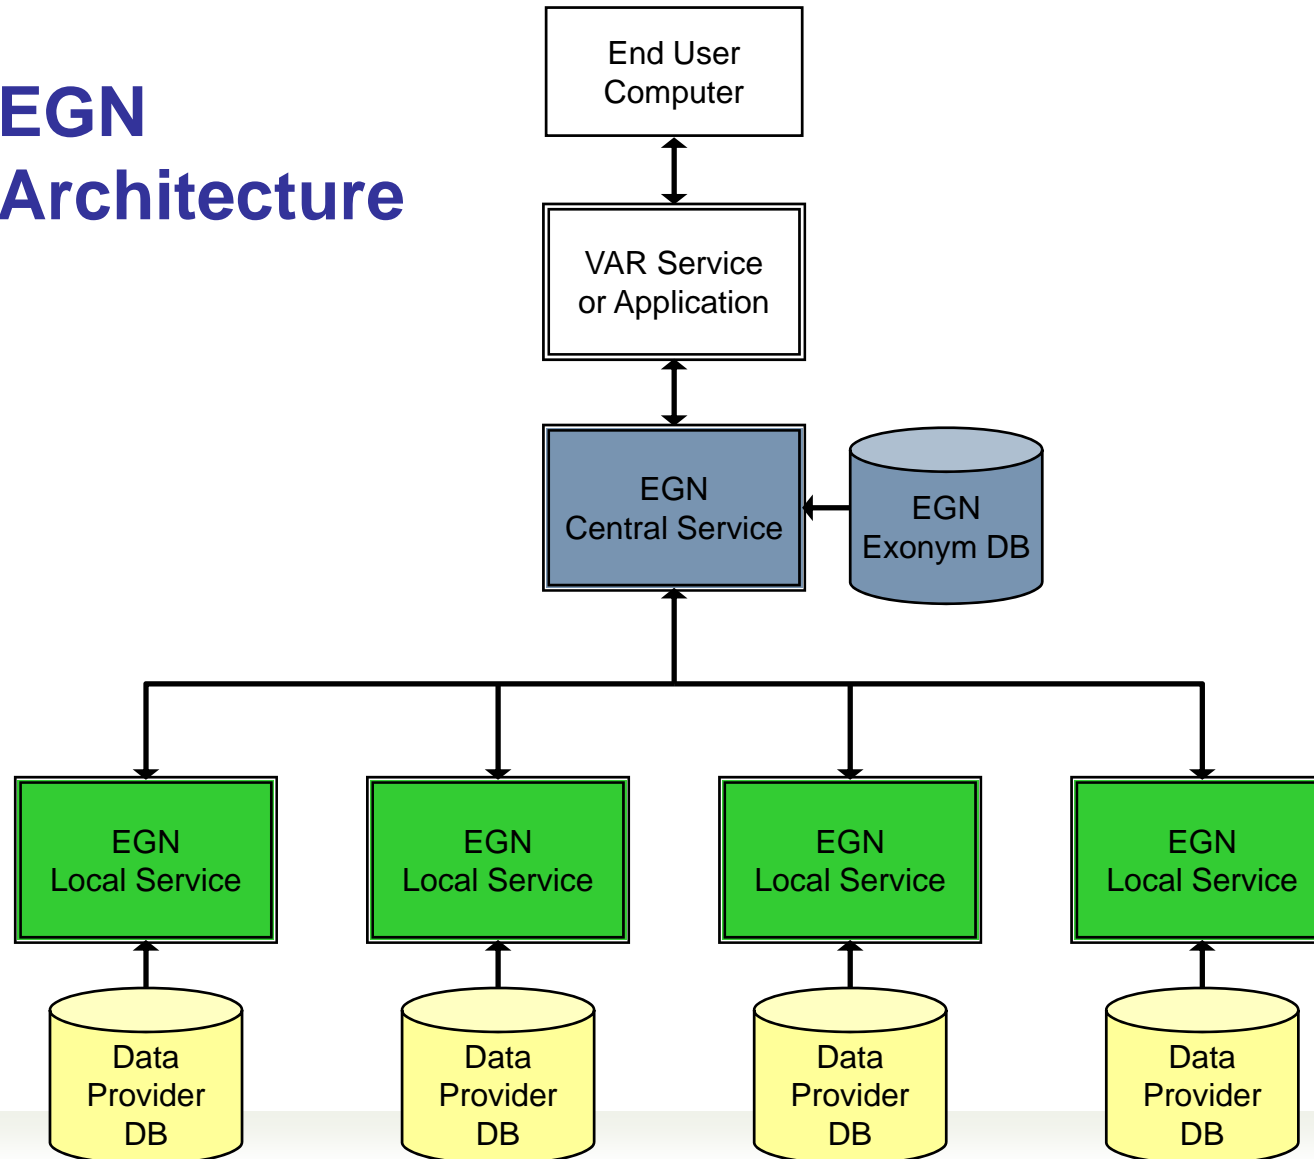 EGN
Architecture
End User
Computer
VAR Service
or Application
EGN
Central Service
EGN
Exonym DB
EGN
Local Service
EGN
Local Service
EGN
Local Service
EGN
Local Service
Data
Provider
DB
Data
Provider
DB
Data
Provider
DB
Data
Provider
DB